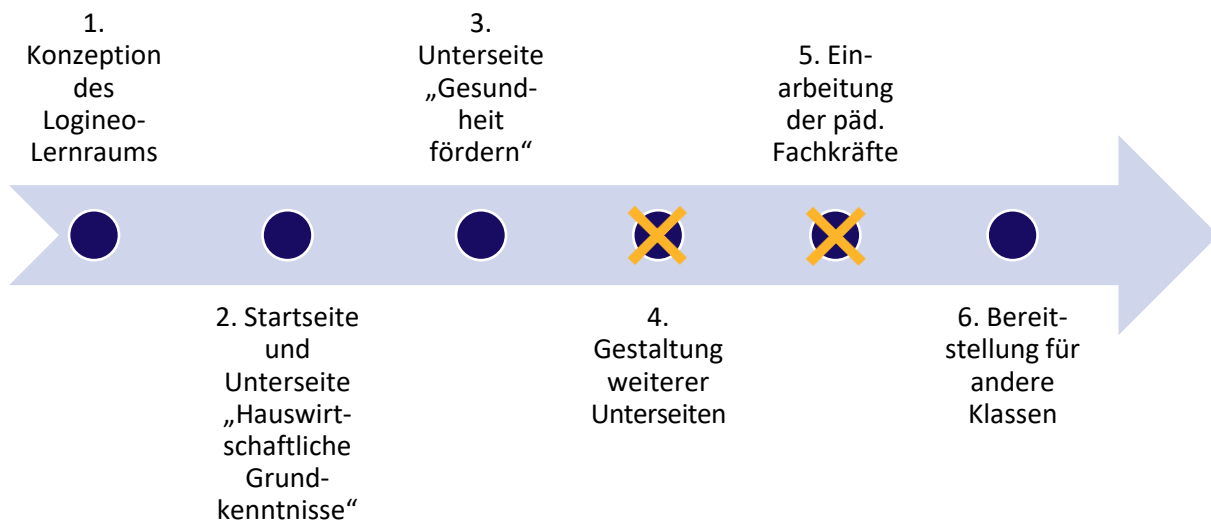 1.
Konzeption
des
Logineo-
Lernraums
2. Startseite
und
Unterseite
„Hauswirt-
schaftliche
Grund-
kenntnisse“
3.
Unterseite
„Gesund-
heit
fördern“
4.
Gestaltung
weiterer
Unterseiten
5. Ein-
arbeitung
der päd.
Fachkräfte
6. Bereit-
stellung für
andere
Klassen